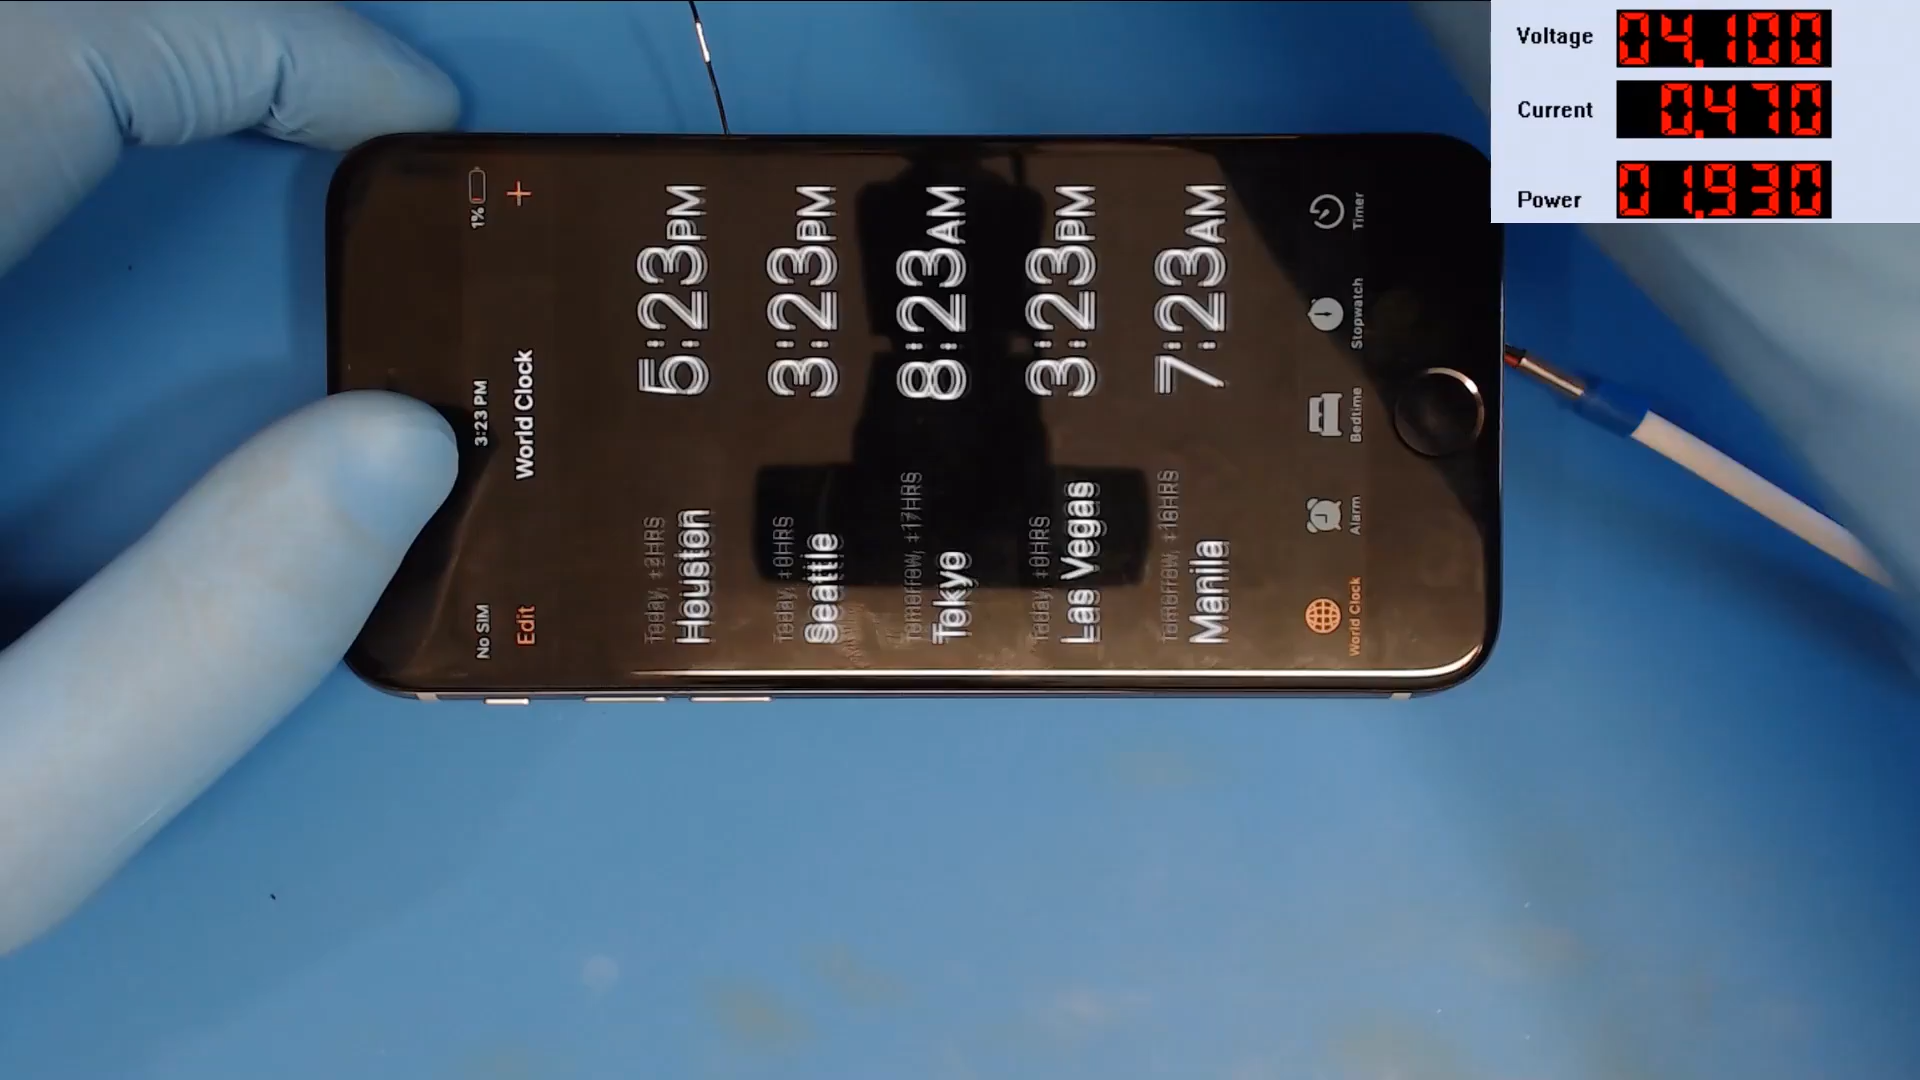 Voltage 04.100
Current 0.470
Power 01.930
No SIM 3:23 PM 1%
Edit World Clock +
Today, +2HRS
Houston 5:23PM
Today, +0HRS
Seattle 3:23PM
Tomorrow, +17HRS
Tokyo 8:23AM
Today, +0HRS
Las Vegas 3:23PM
Tomorrow, +16HRS
Manila 7:23AM
World Clock Alarm Bedtime Stopwatch Timer